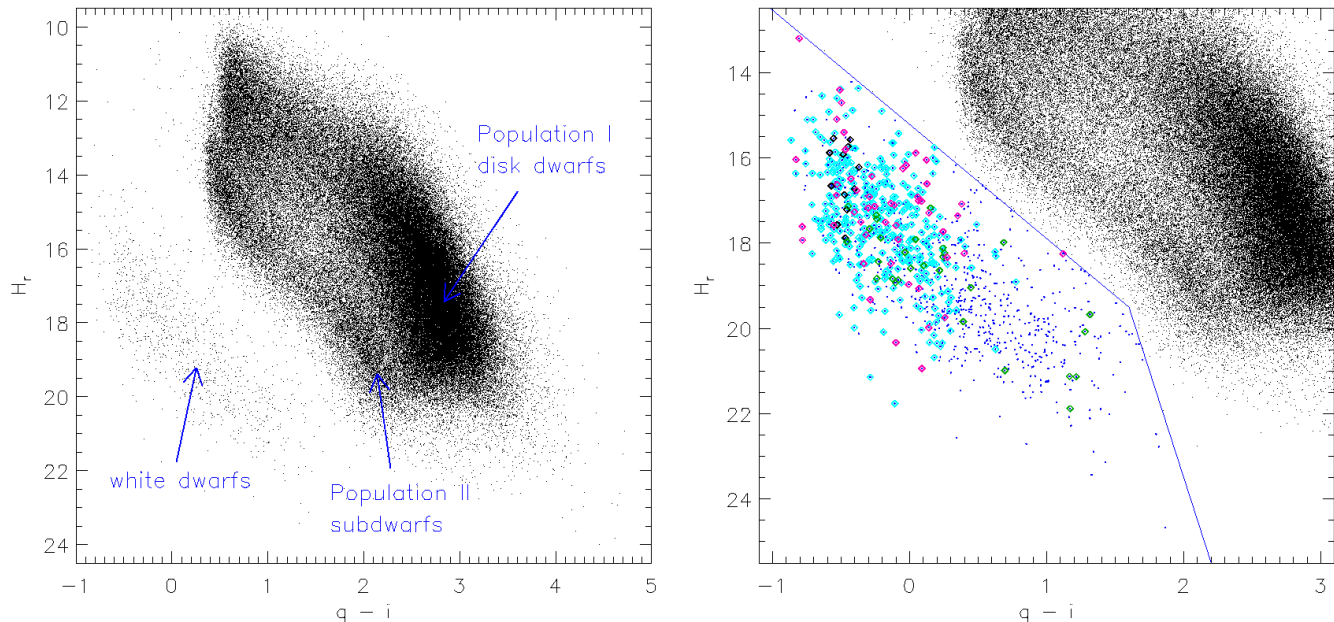 10
12
14
16
18
20
22
24
H_r
Population I
disk dwarfs
white dwarfs
Population II
subdwarfs
-1 0 1 2 3 4 5
g - i
14
16
18
20
22
24
H_r
-1 0 1 2 3
g - i